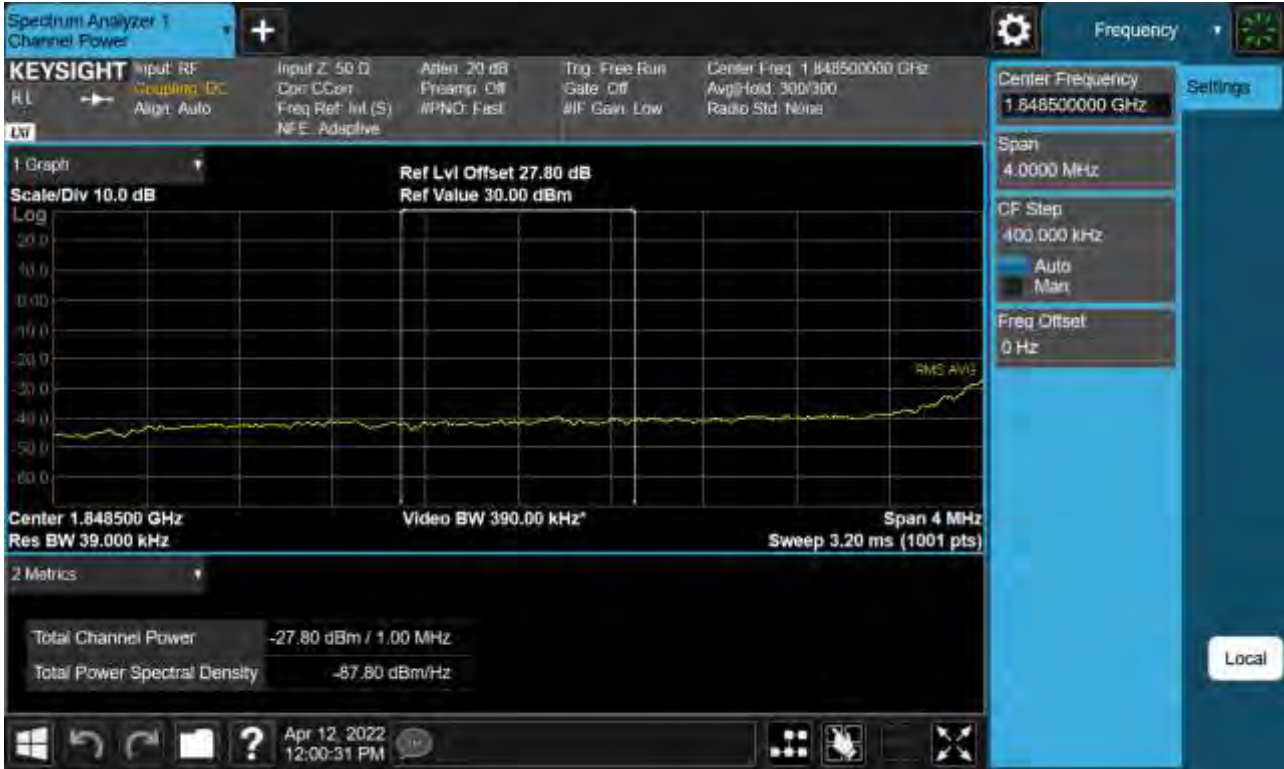 Spectrum Analyzer 1
Channel Power
+
Frequency
KEYSIGHT
Input: RF
Coupling: DC
Align: Auto
Input Z: 50 Ω
Corr CCorr
Freq Ref: Int (S)
NFE: Adaptive
Atten: 20 dB
Preamp: Off
#PNO: Fast
Trig: Free Run
Gate: Off
#IF Gain: Low
Center Freq: 1.848500000 GHz
Avg|Hold: 300/300
Radio Std: None
RL
LXI
Center Frequency
1.848500000 GHz
Settings
Span
4.0000 MHz
CF Step
400.000 kHz
Auto
Man
Freq Offset
0 Hz
1 Graph
Scale/Div 10.0 dB
Ref Lvl Offset 27.80 dB
Ref Value 30.00 dBm
Log
20.0
10.0
0.00
-10.0
-20.0
-30.0
-40.0
-50.0
-60.0
RMS AVG
Center 1.848500 GHz
Video BW 390.00 kHz*
Span 4 MHz
Res BW 39.000 kHz
Sweep 3.20 ms (1001 pts)
2 Metrics
Total Channel Power
-27.80 dBm / 1.00 MHz
Total Power Spectral Density
-87.80 dBm/Hz
Local
?
Apr 12, 2022
12:00:31 PM